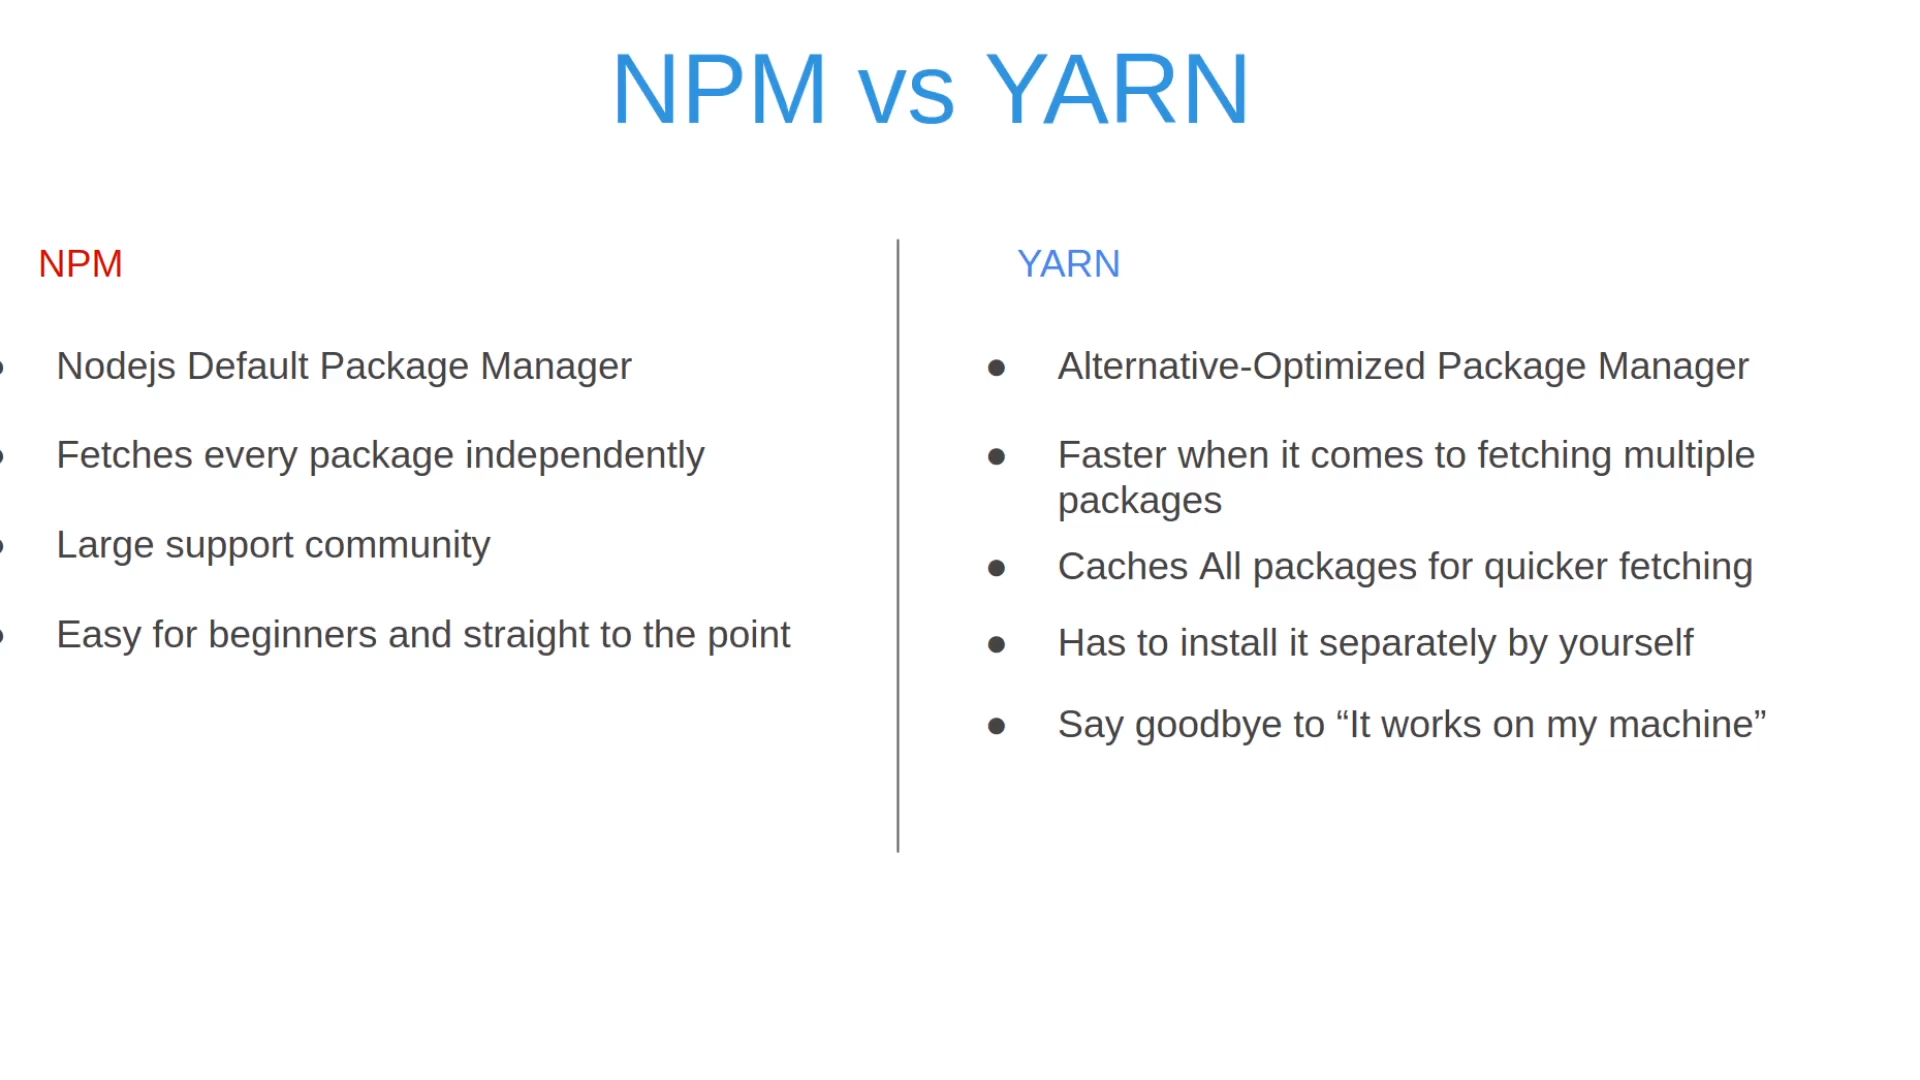 NPM vs YARN
NPM
Nodejs Default Package Manager
Fetches every package independently
Large support community
Easy for beginners and straight to the point
YARN
● Alternative-Optimized Package Manager
● Faster when it comes to fetching multiple
packages
● Caches All packages for quicker fetching
● Has to install it separately by yourself
● Say goodbye to “It works on my machine”